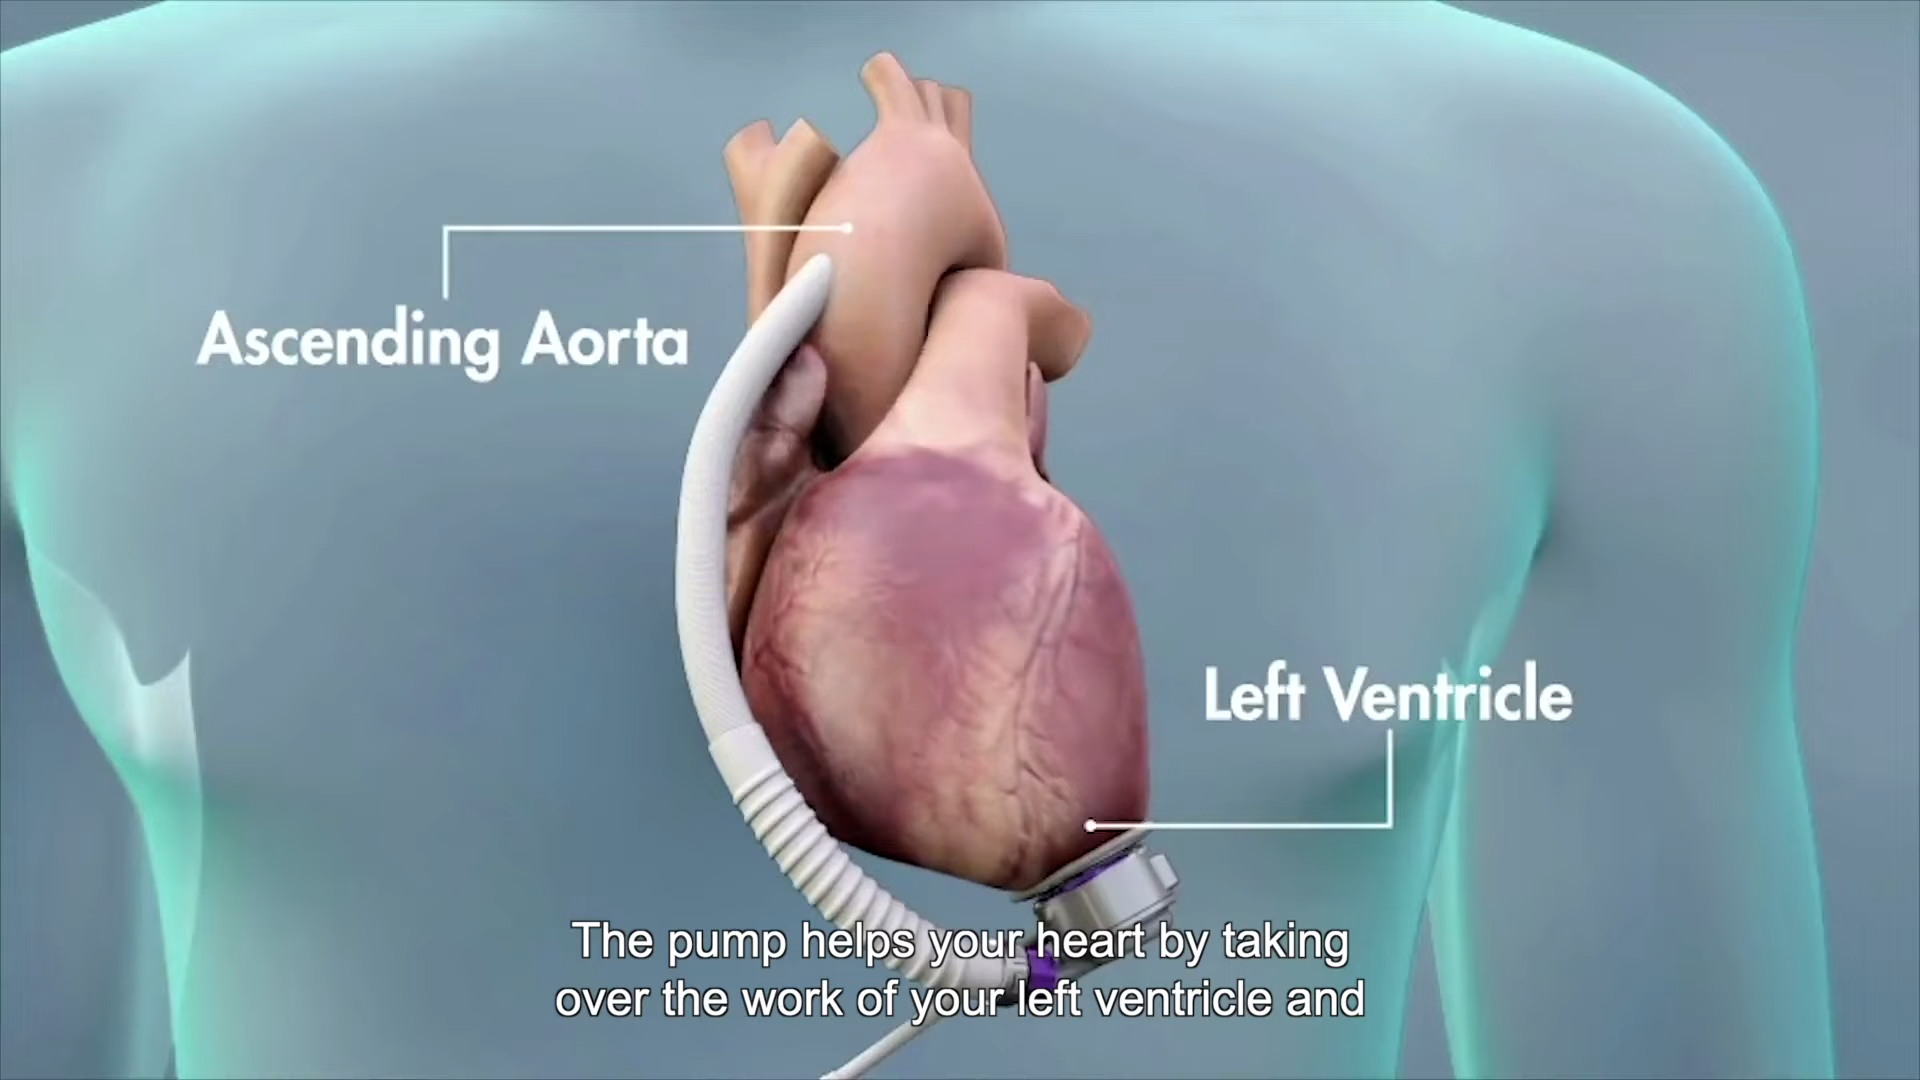 Ascending Aorta
Left Ventricle
The pump helps your heart by taking
over the work of your left ventricle and